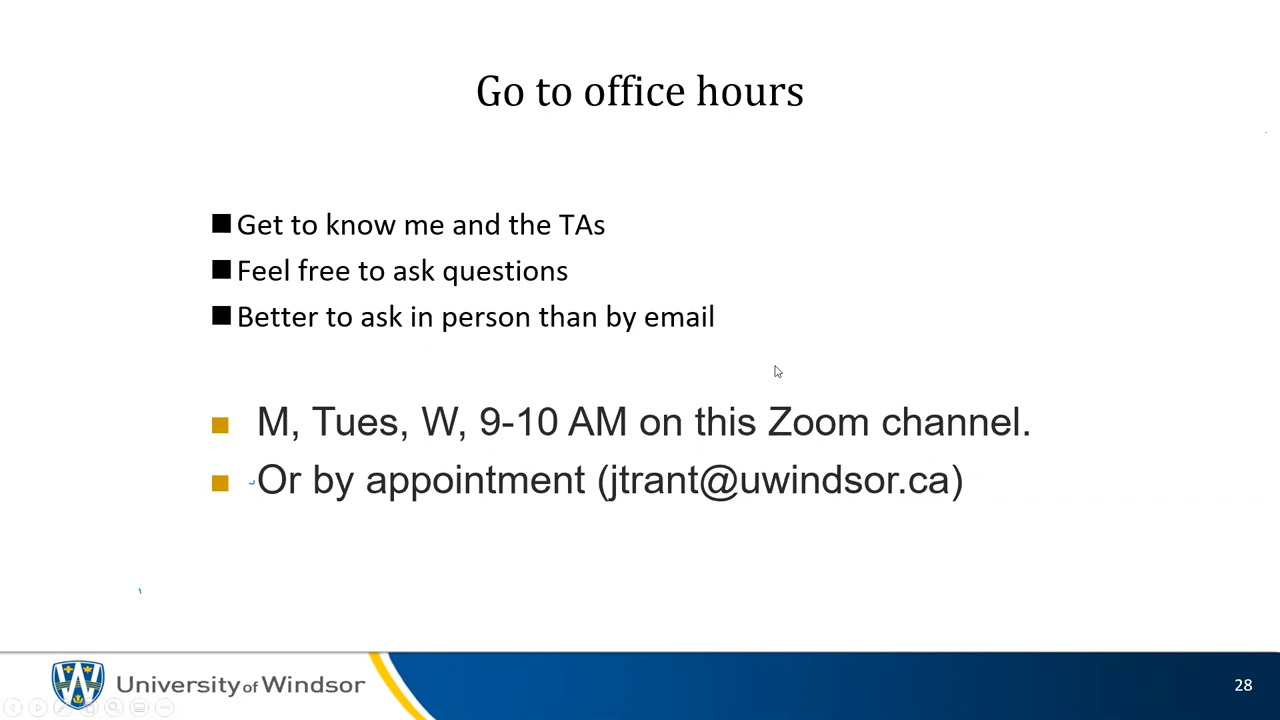 Go to office hours
Get to know me and the TAs
Feel free to ask questions
Better to ask in person than by email
M, Tues, W, 9-10 AM on this Zoom channel.
Or by appointment (jtrant@uwindsor.ca)
University of Windsor
28